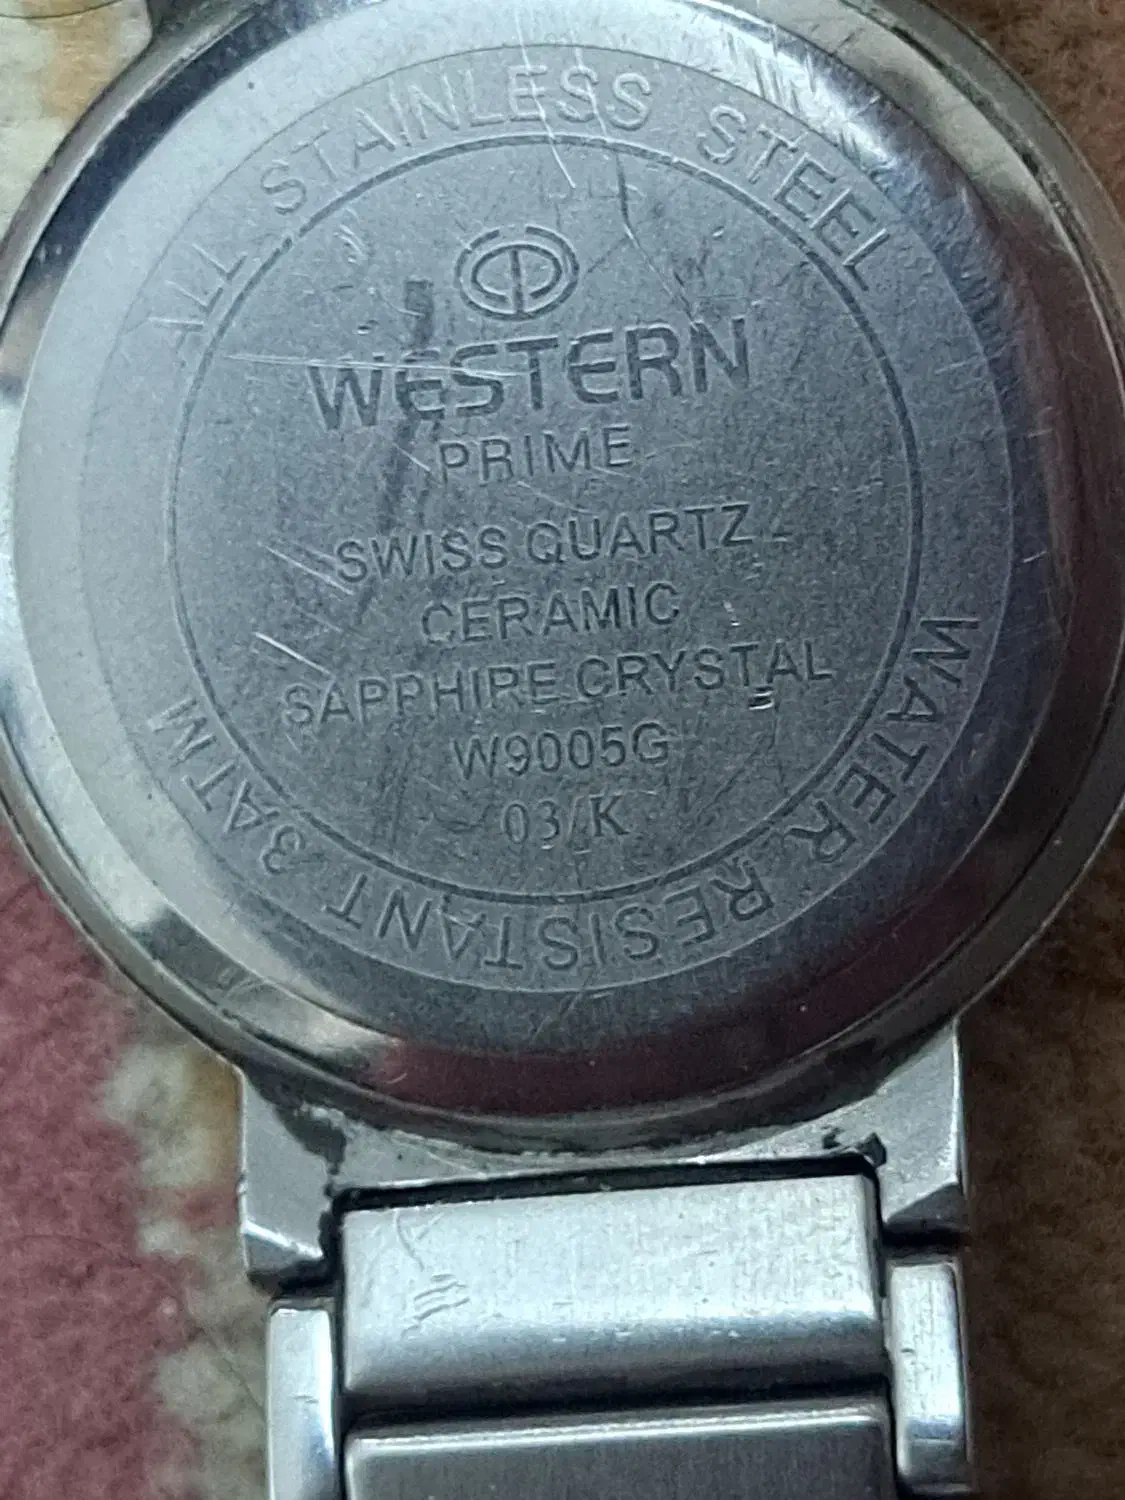 ALL STAINLESS STEEL
WESTERN
PRIME
SWISS QUARTZ
CERAMIC
SAPPHIRE CRYSTAL
W9005G
03/K
WATER RESISTANT 3ATM